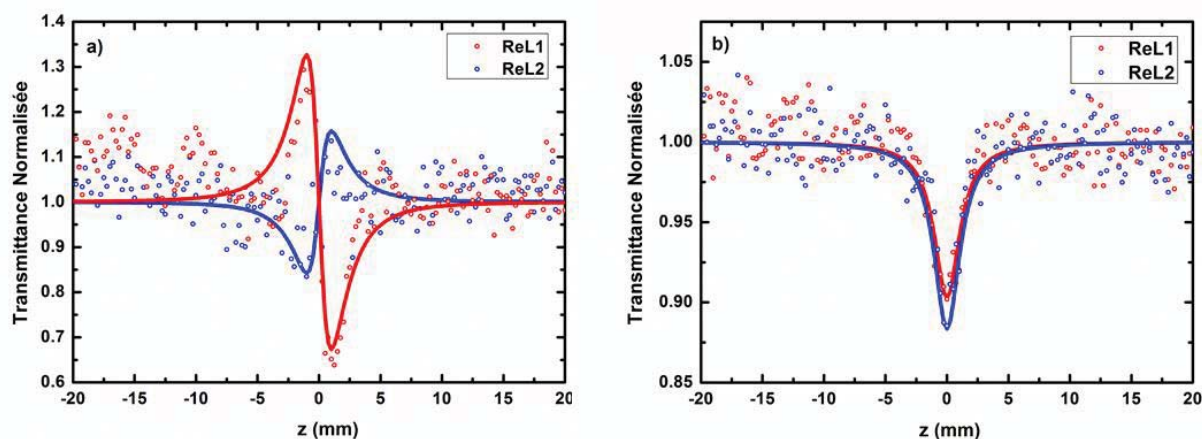 a)
ReL1
ReL2
Transmittance Normalisée
1.4
1.3
1.2
1.1
1.0
0.9
0.8
0.7
0.6
-20 -15 -10 -5 0 5 10 15 20
z (mm)
b)
ReL1
ReL2
Transmittance Normalisée
1.05
1.00
0.95
0.90
0.85
-20 -15 -10 -5 0 5 10 15 20
z (mm)